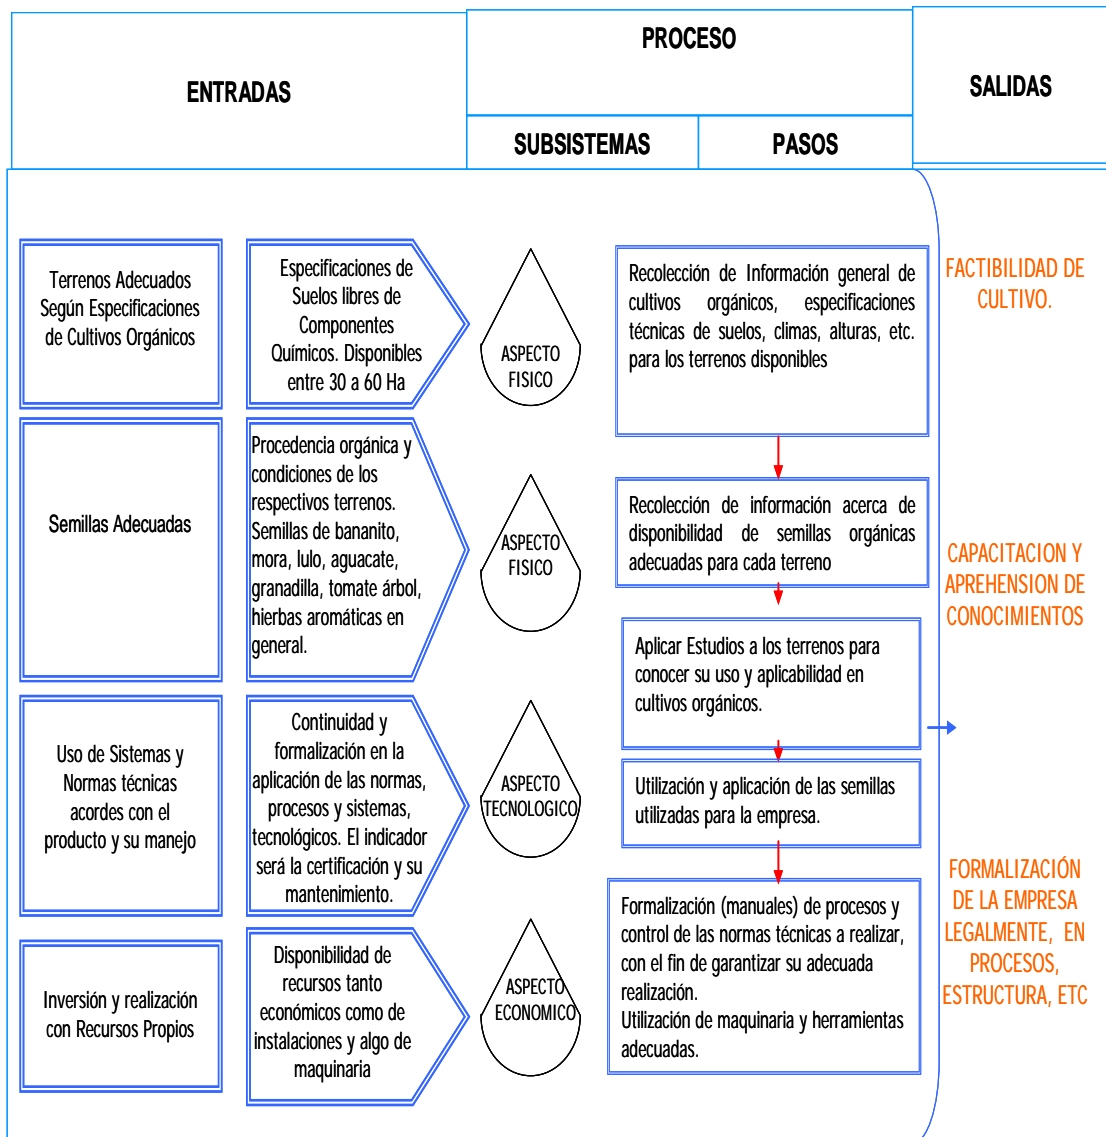 ENTRADAS
PROCESO
SALIDAS
SUBSISTEMAS
PASOS
Terrenos Adecuados
Según Especificaciones
de Cultivos Orgánicos
Especificaciones de
Suelos libres de
Componentes
Químicos. Disponibles
entre 30 a 60 Ha
ASPECTO
FISICO
Recolección de Información general de
cultivos orgánicos, especificaciones
técnicas de suelos, climas, alturas, etc.
para los terrenos disponibles
FACTIBILIDAD DE
CULTIVO.
Semillas Adecuadas
Procedencia orgánica y
condiciones de los
respectivos terrenos.
Semillas de bananito,
mora, lulo, aguacate,
granadilla, tomate árbol,
hierbas aromáticas en
general.
ASPECTO
FISICO
Recolección de información acerca de
disponibilidad de semillas orgánicas
adecuadas para cada terreno
CAPACITACION Y
APREHENSION DE
CONOCIMIENTOS
Aplicar Estudios a los terrenos para
conocer su uso y aplicabilidad en
cultivos orgánicos.
Uso de Sistemas y
Normas técnicas
acordes con el
producto y su manejo
Continuidad y
formalización en la
aplicación de las normas,
procesos y sistemas,
tecnológicos. El indicador
será la certificación y su
mantenimiento.
ASPECTO
TECNOLOGICO
Utilización y aplicación de las semillas
utilizadas para la empresa.
Formalización (manuales) de procesos y
control de las normas técnicas a realizar,
con el fin de garantizar su adecuada
realización.
Utilización de maquinaria y herramientas
adecuadas.
FORMALIZACIÓN
DE LA EMPRESA
LEGALMENTE, EN
PROCESOS,
ESTRUCTURA, ETC
Inversión y realización
con Recursos Propios
Disponibilidad de
recursos tanto
económicos como de
instalaciones y algo de
maquinaria
ASPECTO
ECONOMICO